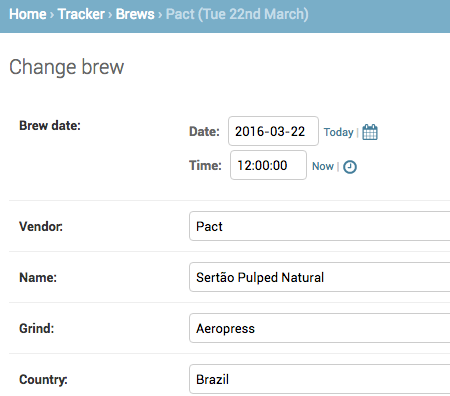 Home › Tracker › Brews › Pact (Tue 22nd March)
Change brew
Brew date:
Date: 2016-03-22 Today |
Time: 12:00:00 Now |
Vendor: Pact
Name: Sertão Pulped Natural
Grind: Aeropress
Country: Brazil